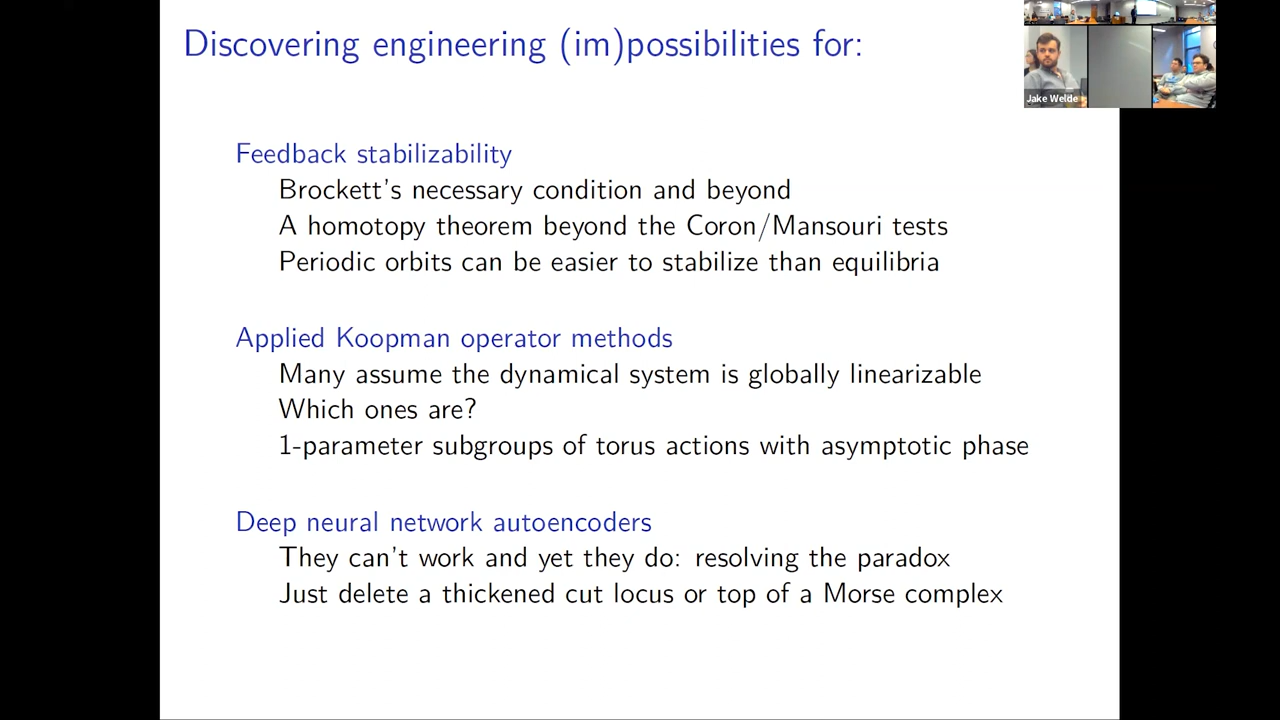 Discovering engineering (im)possibilities for:
Jake Welde
Feedback stabilizability
Brockett's necessary condition and beyond
A homotopy theorem beyond the Coron/Mansouri tests
Periodic orbits can be easier to stabilize than equilibria
Applied Koopman operator methods
Many assume the dynamical system is globally linearizable
Which ones are?
1-parameter subgroups of torus actions with asymptotic phase
Deep neural network autoencoders
They can't work and yet they do: resolving the paradox
Just delete a thickened cut locus or top of a Morse complex